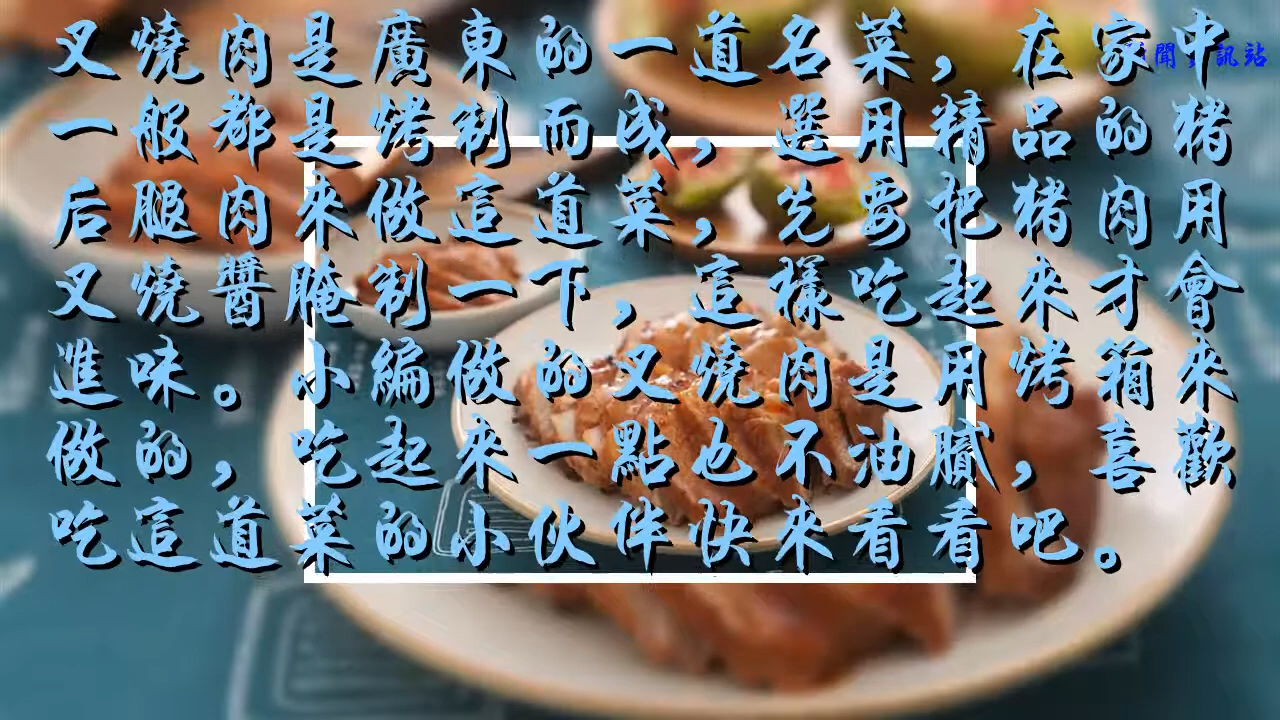 叉燒肉是廣東的一道名菜，在家中
一般都是烤制而成，選用精品的豬
后腿肉來做這道菜，先要把豬肉用
叉燒醬腌制一下，這樣吃起來才會
進味。小編做的叉燒肉是用烤箱來
做的，吃起來一點也不油膩，喜歡
吃這道菜的小伙伴快來看看吧。
聞 訊站